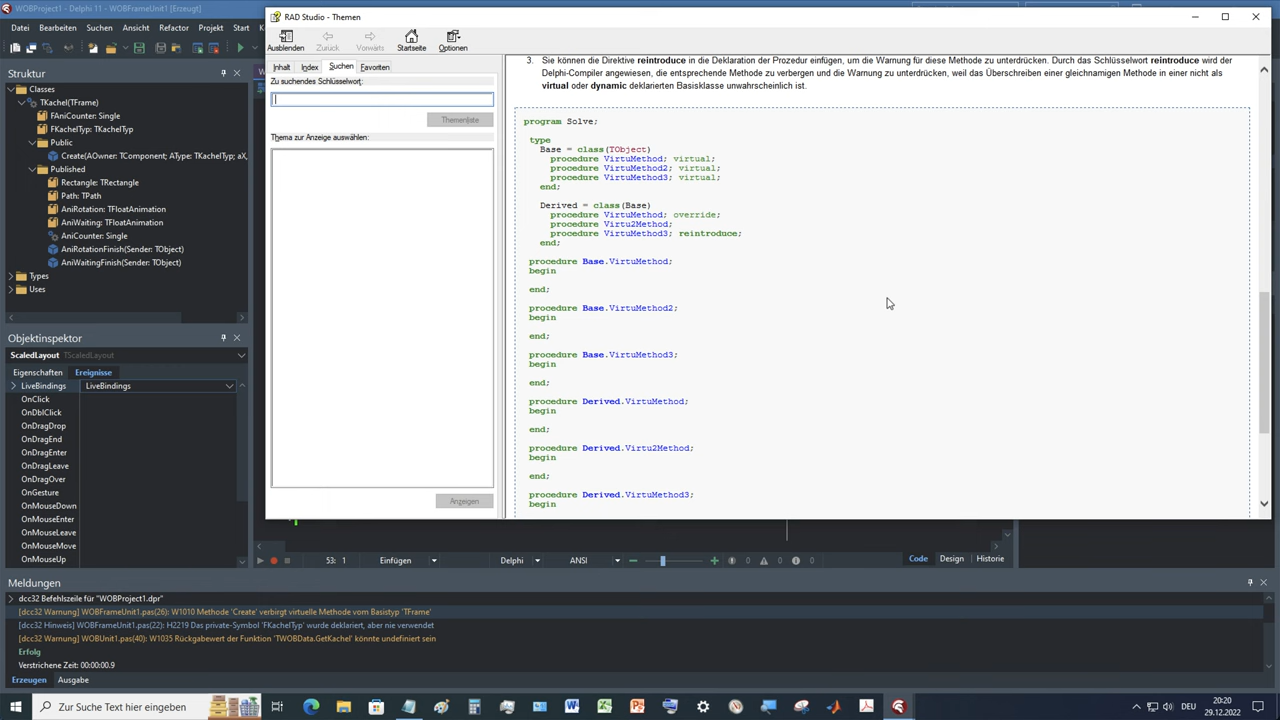 WOBProject1 - Delphi 11 - WOBFrameUnit1 [Erzeugt]
Datei Bearbeiten Suchen Ansicht Refactor Projekt Start
RAD Studio - Themen
Ausblenden Zurück Vorwärts Startseite Optionen
Inhalt Index Suchen Favoriten
Zu suchendes Schlüsselwort:
Themenliste
Thema zur Anzeige auswählen:
Anzeigen
3. Sie können die Direktive reintroduce in die Deklaration der Prozedur einfügen, um die Warnung für diese Methode zu unterdrücken. Durch das Schlüsselwort reintroduce wird der
Delphi-Compiler angewiesen, die entsprechende Methode zu verbergen und die Warnung zu unterdrücken, weil das Überschreiben einer gleichnamigen Methode in einer nicht als
virtual oder dynamic deklarierten Basisklasse unwahrscheinlich ist.
program Solve;
type
Base = class(TObject)
procedure VirtuMethod; virtual;
procedure VirtuMethod2; virtual;
procedure VirtuMethod3; virtual;
end;
Derived = class(Base)
procedure VirtuMethod; override;
procedure Virtu2Method;
procedure VirtuMethod3; reintroduce;
end;
procedure Base.VirtuMethod;
begin
end;
procedure Base.VirtuMethod2;
begin
end;
procedure Base.VirtuMethod3;
begin
end;
procedure Derived.VirtuMethod;
begin
end;
procedure Derived.Virtu2Method;
begin
end;
procedure Derived.VirtuMethod3;
begin
Struktur
Classes
TKachel(TFrame)
FAniCounter: Single
FKachelTyp: TKachelTyp
Public
Create(AOwner: TComponent; AType: TKachelTyp; aX,
Published
Rectangle: TRectangle
Path: TPath
AniRotation: TFloatAnimation
AniWaiting: TFloatAnimation
AniCounter: Single
AniRotationFinish(Sender: TObject)
AniWaitingFinish(Sender: TObject)
Types
Uses
Objektinspektor
ScaledLayout TScaledLayout
Eigenschaften Ereignisse
LiveBindings LiveBindings
OnClick
OnDblClick
OnDragDrop
OnDragEnd
OnDragEnter
OnDragLeave
OnDragOver
OnGesture
OnMouseDown
OnMouseEnter
OnMouseLeave
OnMouseMove
OnMouseUp
53: 1 Einfügen Delphi ANSI 0 0 0 Code Design Historie
Meldungen
dcc32 Befehlszeile für "WOBProject1.dpr"
[dcc32 Warnung] WOBFrameUnit1.pas(26): W1010 Methode 'Create' verbirgt virtuelle Methode vom Basistyp 'TFrame'
[dcc32 Hinweis] WOBFrameUnit1.pas(22): H2219 Das private-Symbol 'FKachelTyp' wurde deklariert, aber nie verwendet
[dcc32 Warnung] WOBUnit1.pas(40): W1035 Rückgabewert der Funktion 'TWOBData.GetKachel' könnte undefiniert sein
Erfolg
Verstrichene Zeit: 00:00:00.9
Erzeugen Ausgabe
Zur Suche Text hier eingeben
DEU
20:20
29.12.2022